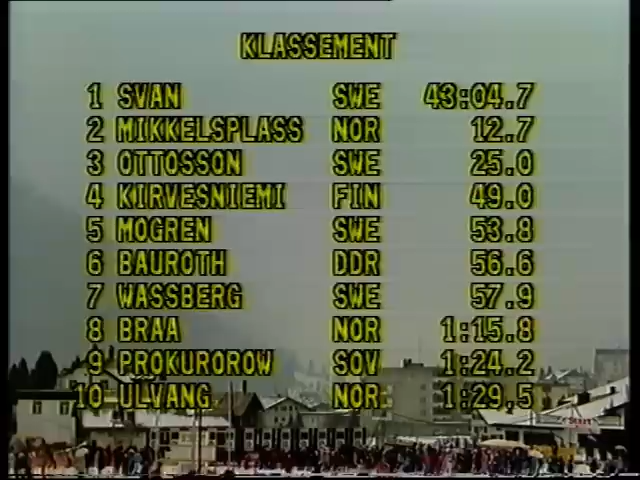 KLASSEMENT
1 SVAN SWE 43:04.7
2 MIKKELSPLASS NOR 12.7
3 OTTOSSON SWE 25.0
4 KIRVESNIEMI FIN 49.0
5 MOGREN SWE 53.8
6 BAUROTH DDR 56.6
7 WASSBERG SWE 57.9
8 BRAA NOR 1:15.8
9 PROKUROROW SOV 1:24.2
10 ULVANG NOR 1:29.5